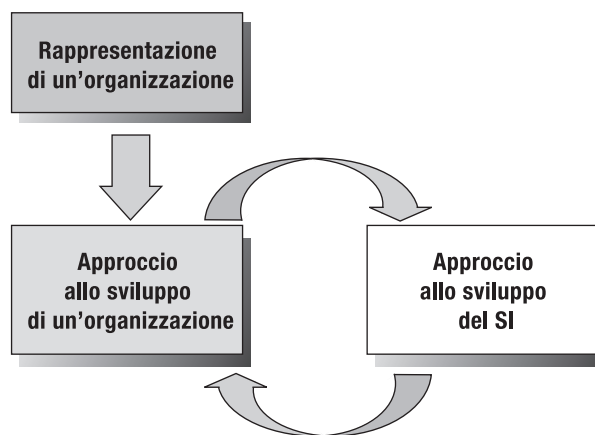 Rappresentazione
di un'organizzazione
Approccio
allo sviluppo
di un'organizzazione
Approccio
allo sviluppo
del SI